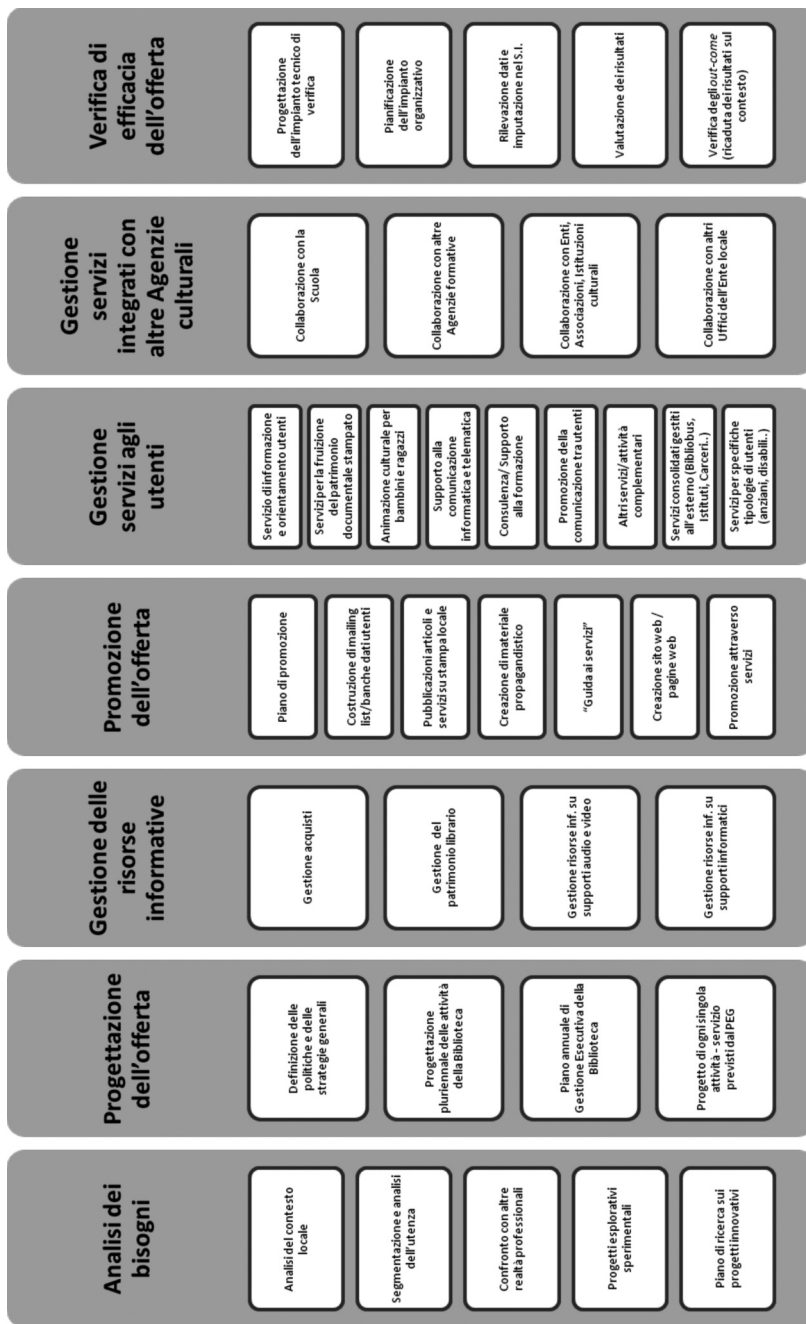 Analisi dei
bisogni
Analisi del contesto
locale
Segmentazione e analisi
dell'utenza
Confronto con altre
realtà professionali
Progetti esplorativi
sperimentali
Piano di ricerca sui
progetti innovativi
Progettazione
dell'offerta
Definizione delle
politiche e delle
strategie generali
Progettazione
pluriennale delle attività
della Biblioteca
Piano annuale di
Gestione Esecutiva della
Biblioteca
Progetto di ogni singola
attività - servizio
previsti dal PEG
Gestione delle
risorse
informative
Gestione acquisti
Gestione del
patrimonio librario
Gestione risorse inf. su
supporti audio e video
Gestione risorse inf. su
supporti informatici
Promozione
dell'offerta
Piano di promozione
Costruzione di mailing
list/banche dati utenti
Pubblicazioni articoli e
servizi su stampa locale
Creazione di materiale
propagandistico
"Guida ai servizi"
Creazione sito web /
pagine web
Promozione attraverso
servizi
Gestione
servizi agli
utenti
Servizio di informazione
e orientamento utenti
Servizi per la fruizione
del patrimonio
documentale stampato
Animazione culturale per
bambini e ragazzi
Supporto alla
comunicazione
informatica e telematica
Consulenza/ Supporto
alla formazione
Promozione della
comunicazione tra utenti
Altri servizi/ attività
complementari
Servizi consolidati gestiti
all'esterno (Bibliobus,
Istituti, Carceri..)
Servizi per specifiche
tipologie di utenti
(anziani, disabili..)
Gestione
servizi
integrati con
altre Agenzie
culturali
Collaborazione con la
Scuola
Collaborazione con altre
Agenzie formative
Collaborazione con Enti,
Associazioni, Istituzioni
culturali
Collaborazione con altri
Uffici dell'Ente locale
Verifica di
efficacia
dell'offerta
Progettazione
dell'impianto tecnico di
verifica
Pianificazione
dell'impianto
organizzativo
Rilevazione dati e
imputazione nel S.I.
Valutazione dei risultati
Verifica degli out-come
(ricaduta dei risultati sul
contesto)